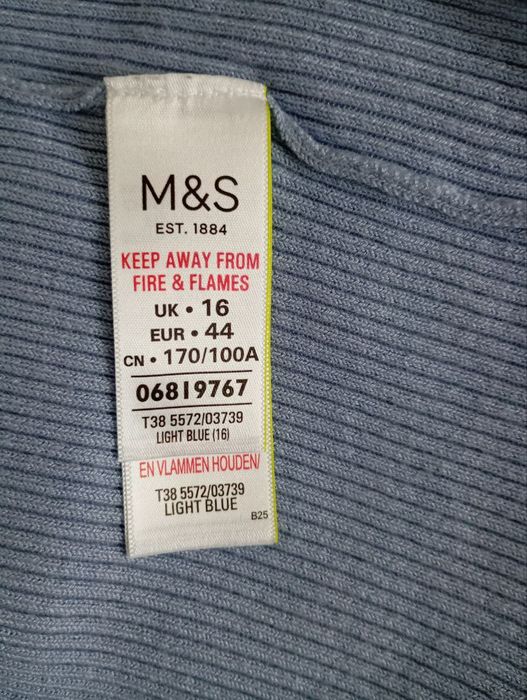 M&S
EST. 1884
KEEP AWAY FROM
FIRE & FLAMES
UK • 16
EUR • 44
CN • 170/100A
06819767
T38 5572/03739
LIGHT BLUE (16)
EN VLAMMEN HOUDEN/
T38 5572/03739
LIGHT BLUE
B25